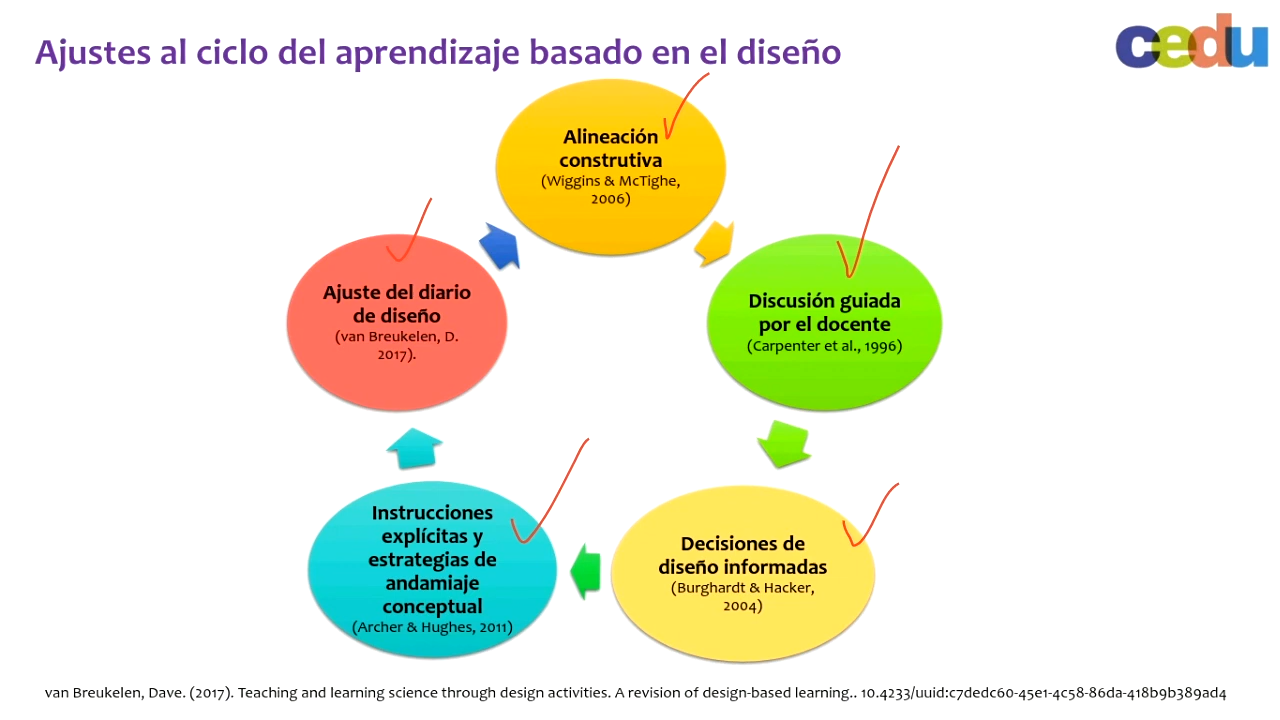 Ajustes al ciclo del aprendizaje basado en el diseño
cedu
Alineación
construtiva
(Wiggins & McTighe,
2006)
Discusión guiada
por el docente
(Carpenter et al., 1996)
Decisiones de
diseño informadas
(Burghardt & Hacker,
2004)
Instrucciones
explícitas y
estrategias de
andamiaje
conceptual
(Archer & Hughes, 2011)
Ajuste del diario
de diseño
(van Breukelen, D.
2017).
van Breukelen, Dave. (2017). Teaching and learning science through design activities. A revision of design-based learning.. 10.4233/uuid:c7dedc60-45e1-4c58-86da-418b9b389ad4